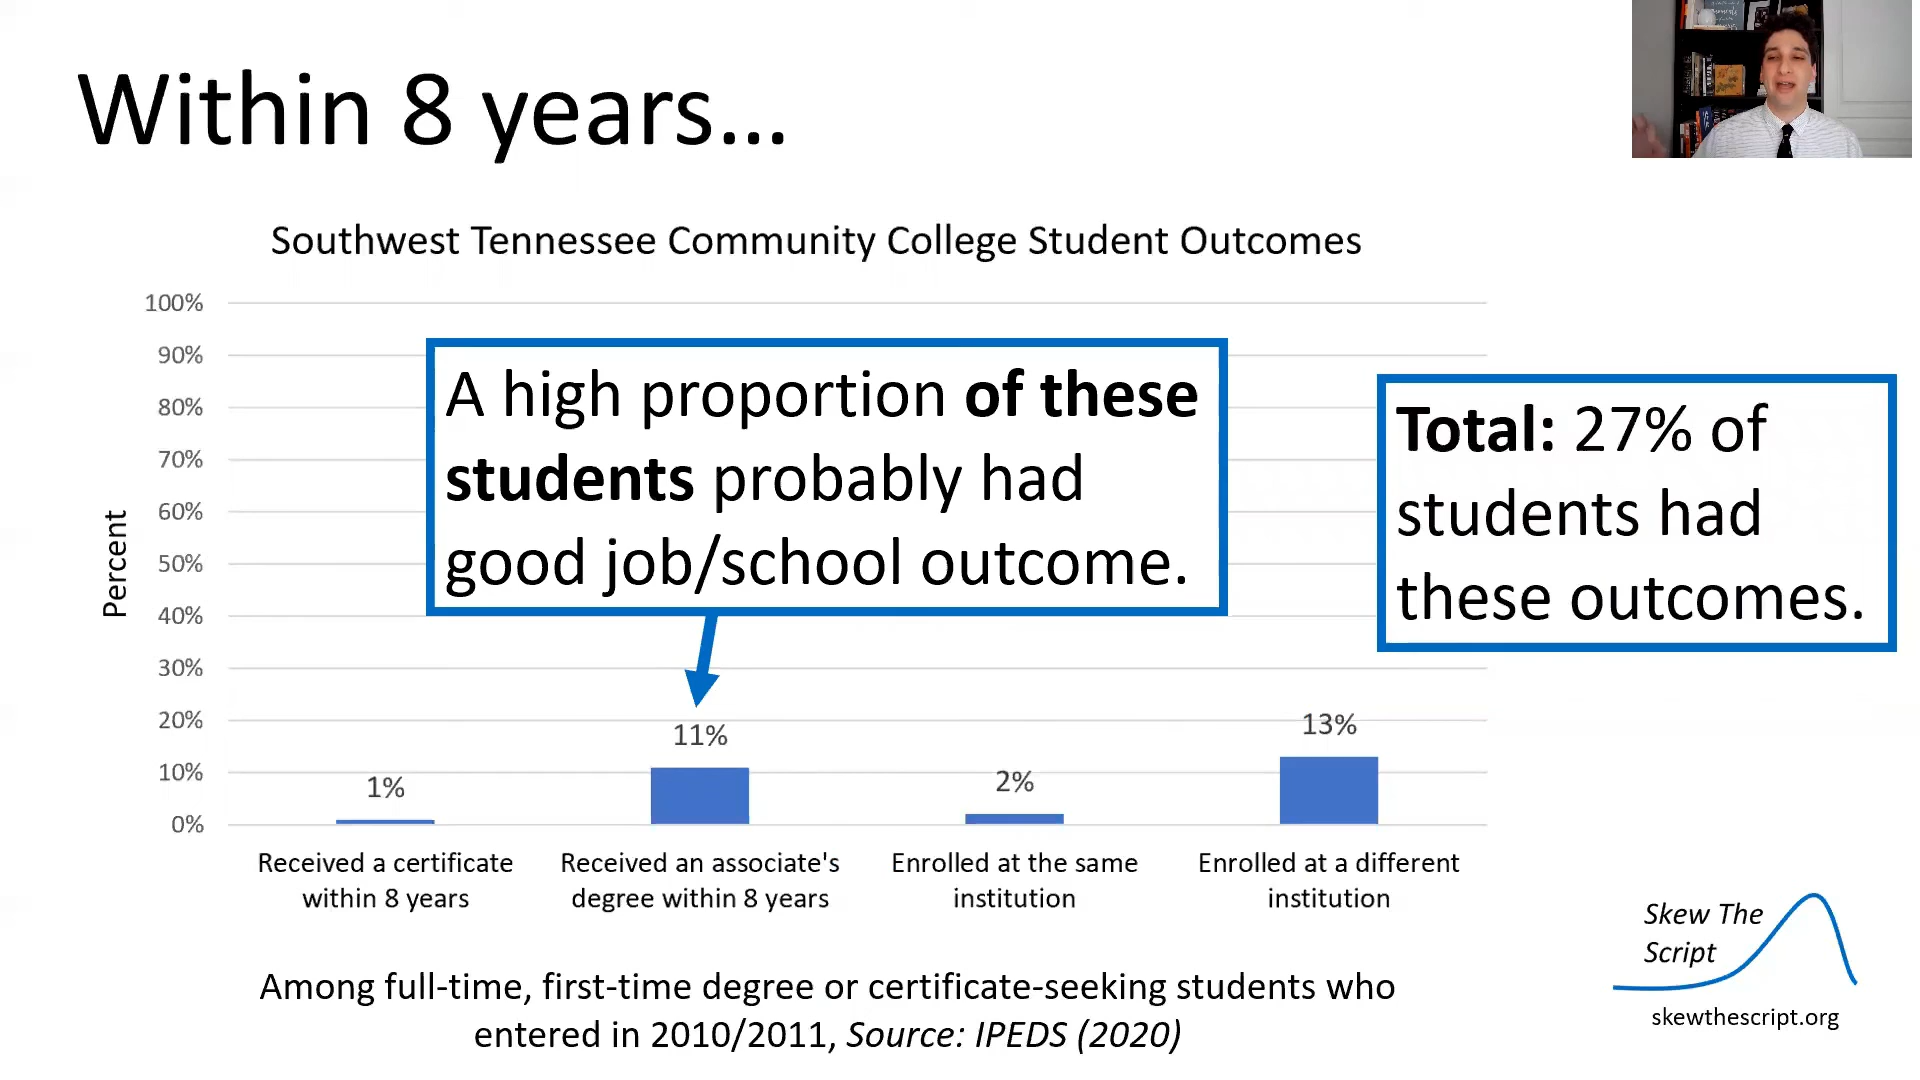 Within 8 years...
Southwest Tennessee Community College Student Outcomes
100%
90%
80%
70%
60%
50%
40%
30%
20%
10%
0%
Percent
A high proportion of these
students probably had
good job/school outcome.
Total: 27% of
students had
these outcomes.
1%
11%
2%
13%
Received a certificate
within 8 years
Received an associate's
degree within 8 years
Enrolled at the same
institution
Enrolled at a different
institution
Among full-time, first-time degree or certificate-seeking students who
entered in 2010/2011, Source: IPEDS (2020)
Skew The
Script
skewthescript.org